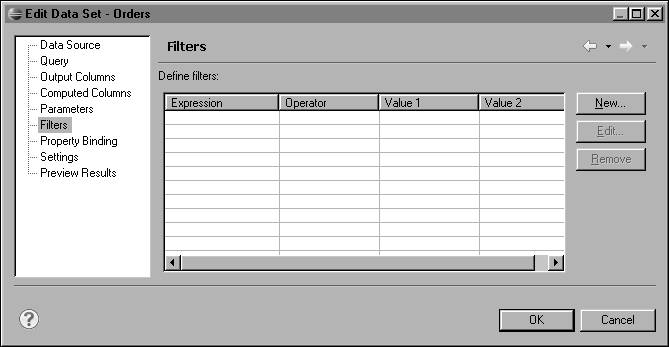 Edit Data Set - Orders
Data Source
Query
Output Columns
Computed Columns
Parameters
Filters
Property Binding
Settings
Preview Results
Filters
Define filters:
Expression Operator Value 1 Value 2
New...
Edit...
Remove
?
OK Cancel